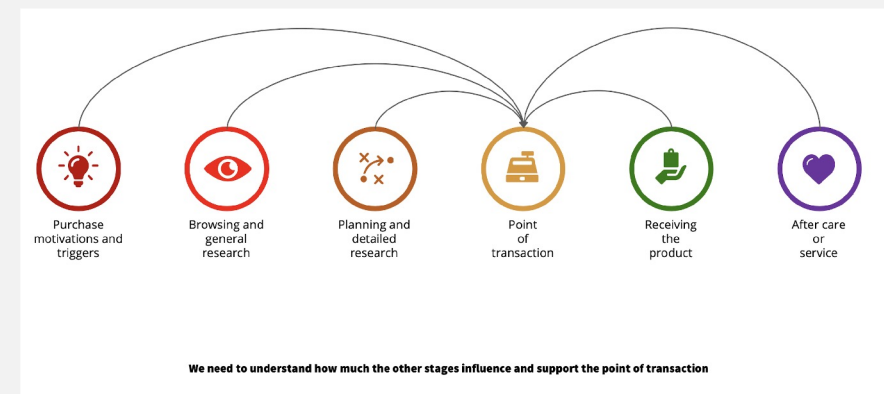 Purchase
motivations and
triggers
Browsing and
general
research
Planning and
detailed
research
Point
of
transaction
Receiving
the
product
After care
or
service
We need to understand how much the other stages influence and support the point of transaction